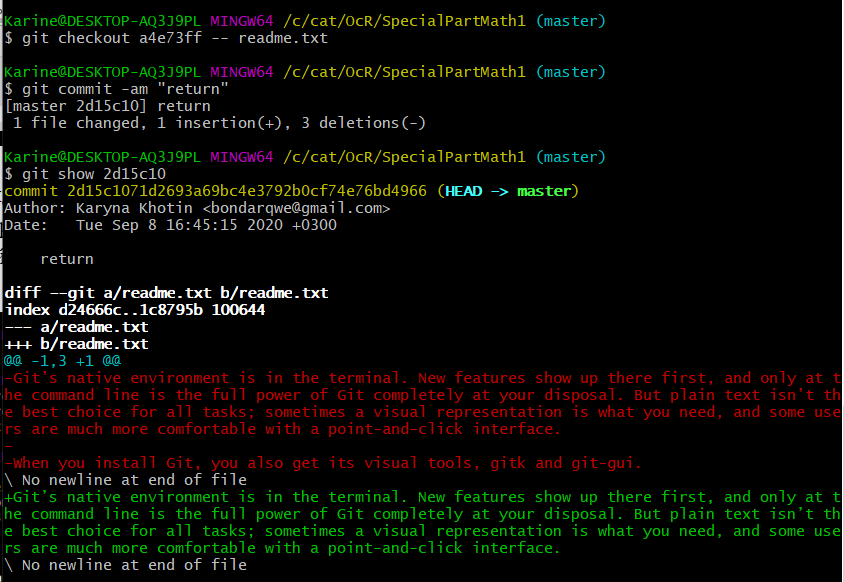 Karine@DESKTOP-AQ3J9PL MINGW64 /c/cat/OcR/SpecialPartMath1 (master)
$ git checkout a4e73ff -- readme.txt
Karine@DESKTOP-AQ3J9PL MINGW64 /c/cat/OcR/SpecialPartMath1 (master)
$ git commit -am "return"
[master 2d15c10] return
 1 file changed, 1 insertion(+), 3 deletions(-)
Karine@DESKTOP-AQ3J9PL MINGW64 /c/cat/OcR/SpecialPartMath1 (master)
$ git show 2d15c10
commit 2d15c1071d2693a69bc4e3792b0cf74e76bd4966 (HEAD -> master)
Author: Karyna Khotin <bondarqwe@gmail.com>
Date:   Tue Sep 8 16:45:15 2020 +0300
    return
diff --git a/readme.txt b/readme.txt
index d24666c..1c8795b 100644
--- a/readme.txt
+++ b/readme.txt
@@ -1,3 +1 @@
-Git's native environment is in the terminal. New features show up there first, and only at t
he command line is the full power of Git completely at your disposal. But plain text isn't th
e best choice for all tasks; sometimes a visual representation is what you need, and some use
rs are much more comfortable with a point-and-click interface.
-
-When you install Git, you also get its visual tools, gitk and git-gui.
\ No newline at end of file
+Git's native environment is in the terminal. New features show up there first, and only at t
he command line is the full power of Git completely at your disposal. But plain text isn't th
e best choice for all tasks; sometimes a visual representation is what you need, and some use
rs are much more comfortable with a point-and-click interface.
\ No newline at end of file